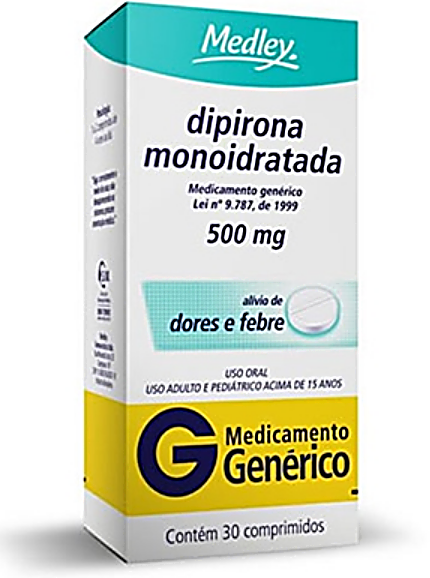 Medley.
dipirona
monoidratada
Medicamento genérico
Lei nº 9.787, de 1999
500 mg
alívio de
dores e febre
USO ORAL
USO ADULTO E PEDIÁTRICO ACIMA DE 15 ANOS
G Medicamento
Genérico
Contém 30 comprimidos